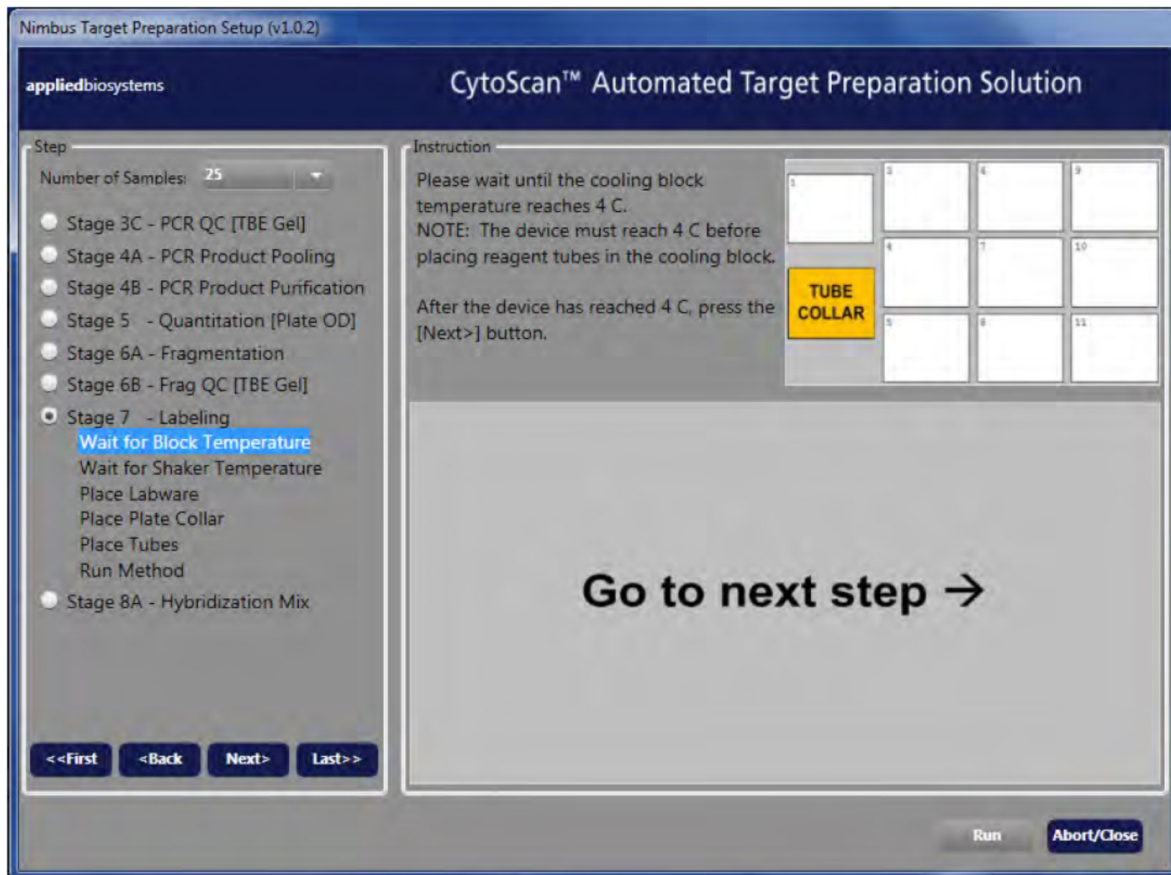 Nimbus Target Preparation Setup (v1.0.2)
appliedbiosystems
CytoScan™ Automated Target Preparation Solution
Step
Number of Samples: 25
Stage 3C - PCR QC [TBE Gel]
Stage 4A - PCR Product Pooling
Stage 4B - PCR Product Purification
Stage 5 - Quantitation [Plate OD]
Stage 6A - Fragmentation
Stage 6B - Frag QC [TBE Gel]
Stage 7 - Labeling
Wait for Block Temperature
Wait for Shaker Temperature
Place Labware
Place Plate Collar
Place Tubes
Run Method
Stage 8A - Hybridization Mix
<<First <Back Next> Last>>
Instruction
Please wait until the cooling block
temperature reaches 4 C.
NOTE: The device must reach 4 C before
placing reagent tubes in the cooling block.
After the device has reached 4 C, press the
[Next>] button.
1
TUBE
COLLAR
9
7 10
5 11
Go to next step →
Run Abort/Close